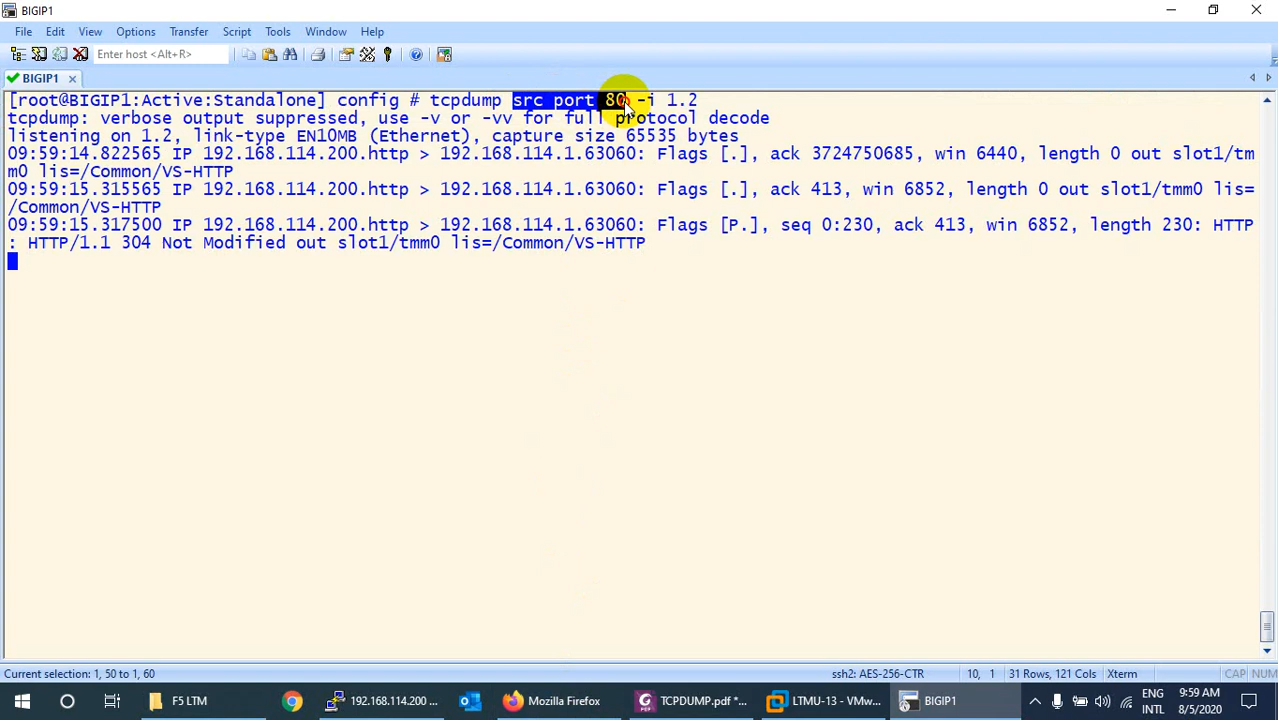 BIGIP1
File Edit View Options Transfer Script Tools Window Help
Enter host <Alt+R>
BIGIP1
[root@BIGIP1:Active:Standalone] config # tcpdump src port 80 -i 1.2
tcpdump: verbose output suppressed, use -v or -vv for full protocol decode
listening on 1.2, link-type EN10MB (Ethernet), capture size 65535 bytes
09:59:14.822565 IP 192.168.114.200.http > 192.168.114.1.63060: Flags [.], ack 3724750685, win 6440, length 0 out slot1/tm
m0 lis=/Common/VS-HTTP
09:59:15.315565 IP 192.168.114.200.http > 192.168.114.1.63060: Flags [.], ack 413, win 6852, length 0 out slot1/tmm0 lis=
/Common/VS-HTTP
09:59:15.317500 IP 192.168.114.200.http > 192.168.114.1.63060: Flags [P.], seq 0:230, ack 413, win 6852, length 230: HTTP
: HTTP/1.1 304 Not Modified out slot1/tmm0 lis=/Common/VS-HTTP
Current selection: 1, 50 to 1, 60 ssh2: AES-256-CTR 10, 1 31 Rows, 121 Cols Xterm CAP NUM
F5 LTM 192.168.114.200 ... Mozilla Firefox TCPDUMP.pdf *... LTMU-13 - VMw... BIGIP1 ENG 9:59 AM
INTL 8/5/2020